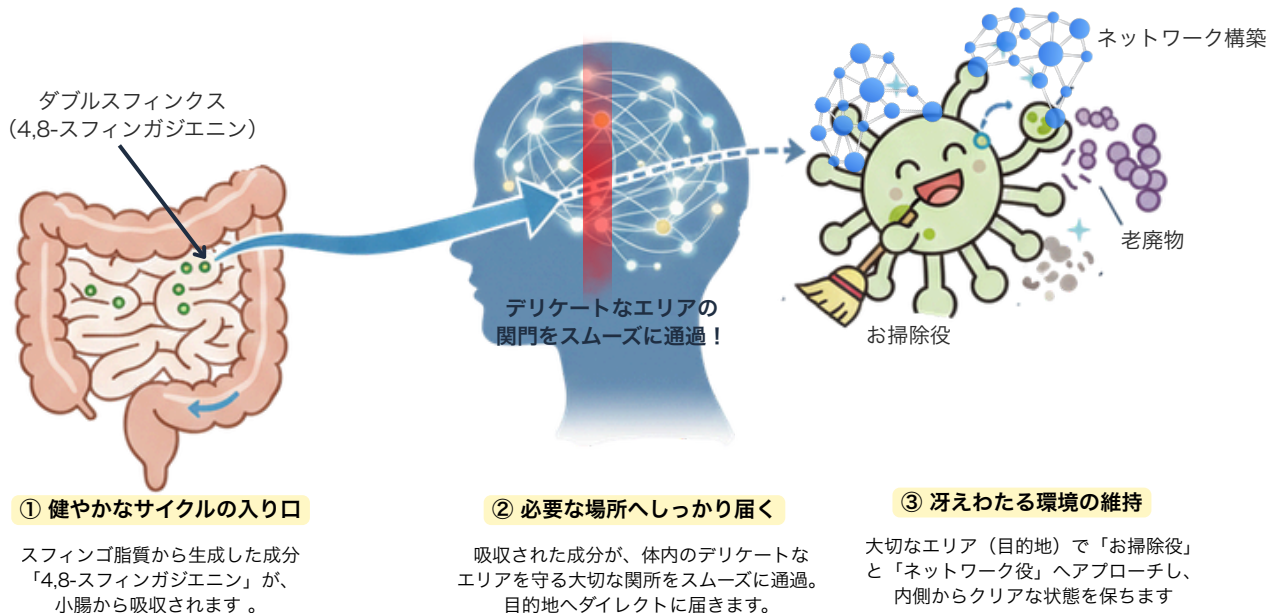 ネットワーク構築
ダブルスフィンクス
（4,8-スフィンガジエニン）
老廃物
デリケートなエリアの
関門をスムーズに通過！
お掃除役
① 健やかなサイクルの入り口
スフィンゴ脂質から生成した成分
「4,8-スフィンガジエニン」が、
小腸から吸収されます 。
② 必要な場所へしっかり届く
吸収された成分が、体内のデリケートな
エリアを守る大切な関所をスムーズに通過。
目的地へダイレクトに届きます。
③ 冴えわたる環境の維持
大切なエリア（目的地）で「お掃除役」
と「ネットワーク役」へアプローチし、
内側からクリアな状態を保ちます